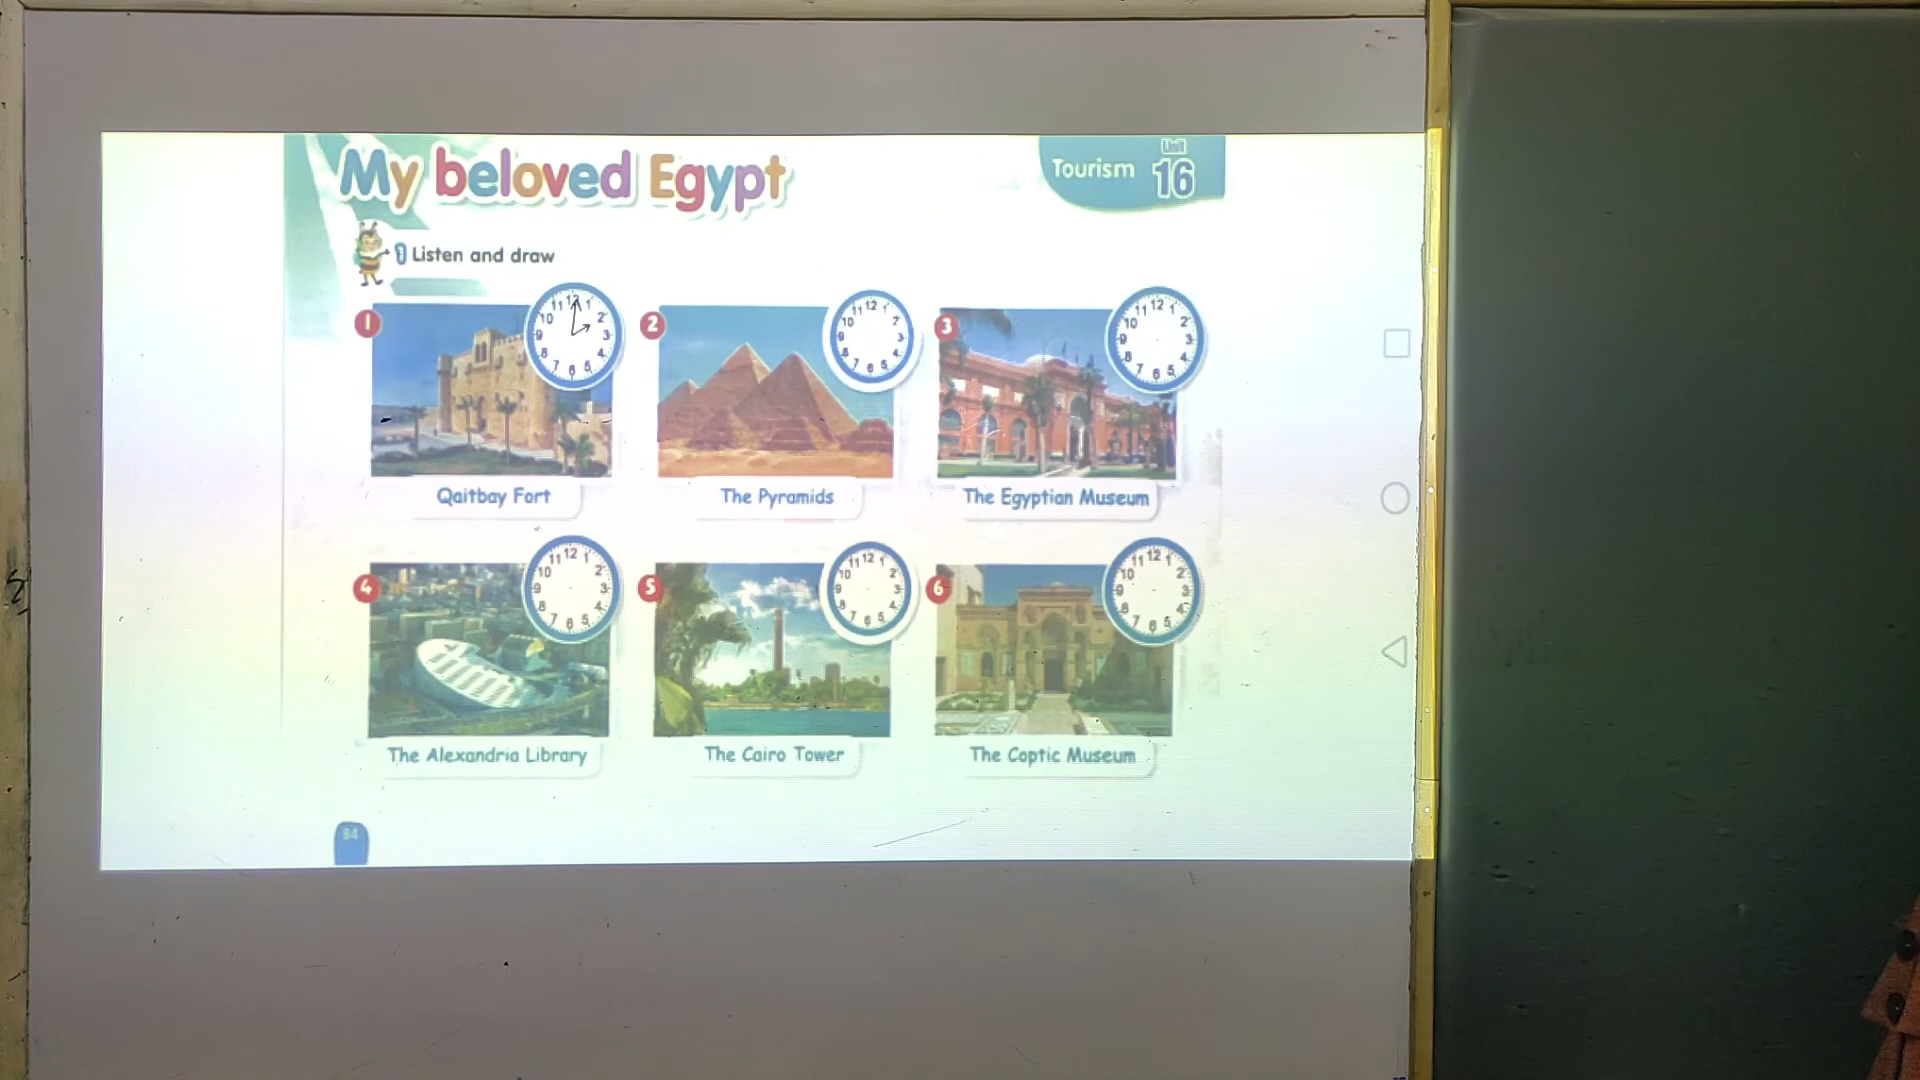 My beloved Egypt
Tourism Unit 16
1 Listen and draw
1
2
3
Qaitbay Fort
The Pyramids
The Egyptian Museum
4
5
6
The Alexandria Library
The Cairo Tower
The Coptic Museum
84